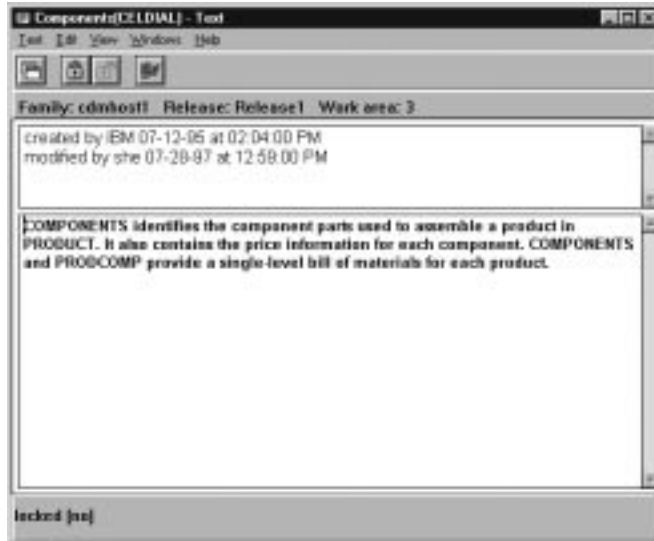 Components(CELDIAL) - Text
Text Edit View Windows Help
Family: cdmhost1 Release: Release1 Work area: 3
created by IBM 07-12-95 at 02:04:00 PM
modified by she 07-28-97 at 12:59:00 PM
COMPONENTS identifies the component parts used to assemble a product in
PRODUCT. It also contains the price information for each component. COMPONENTS
and PRODCOMP provide a single-level bill of materials for each product.
locked [no]